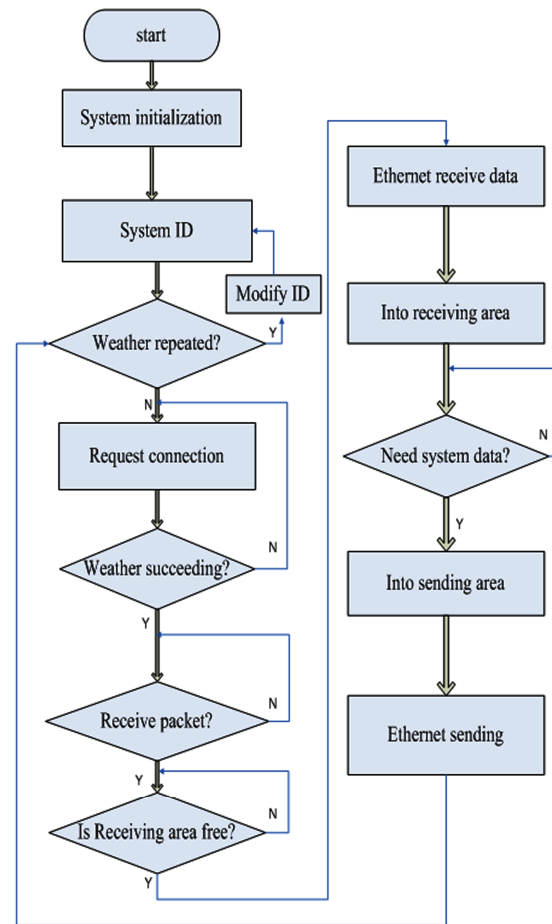 start
System initialization
System ID
Modify ID
Weather repeated?
Y
N
Request connection
Weather succeeding?
N
Y
Receive packet?
N
Y
Is Receiving area free?
N
Y
Ethernet receive data
Into receiving area
Need system data?
N
Y
Into sending area
Ethernet sending